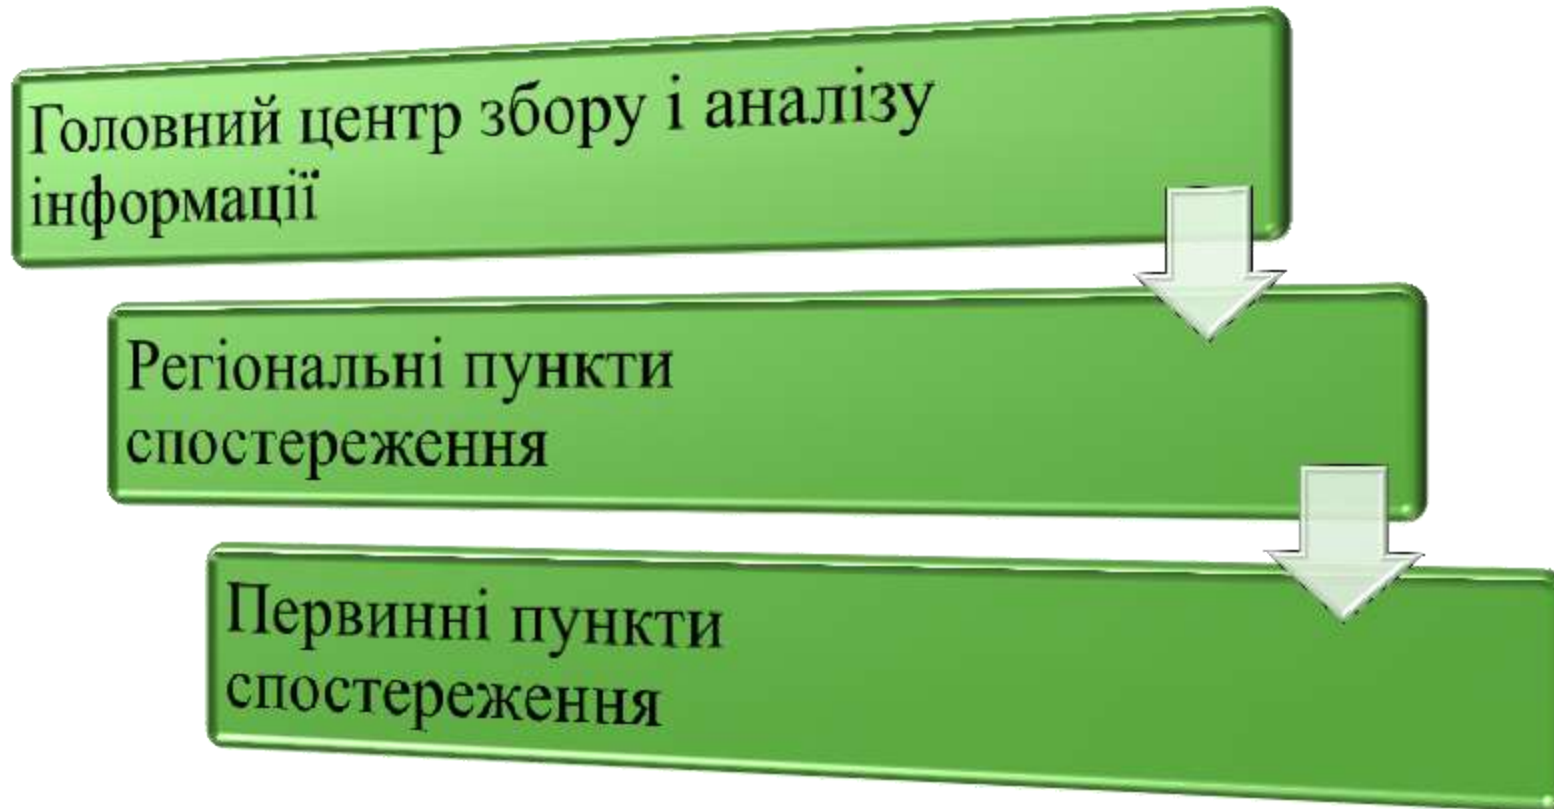 Головний центр збору і аналізу
інформації
Регіональні пункти
спостереження
Первинні пункти
спостереження